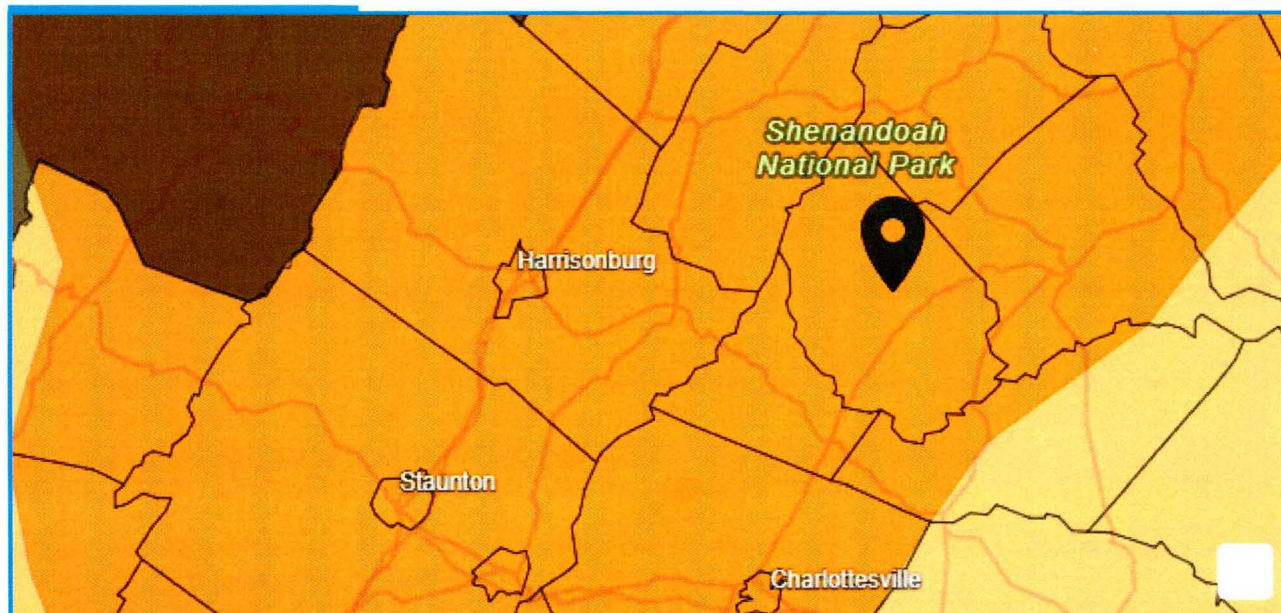 Shenandoah
National Park
Harrisonburg
Staunton
Charlottesville